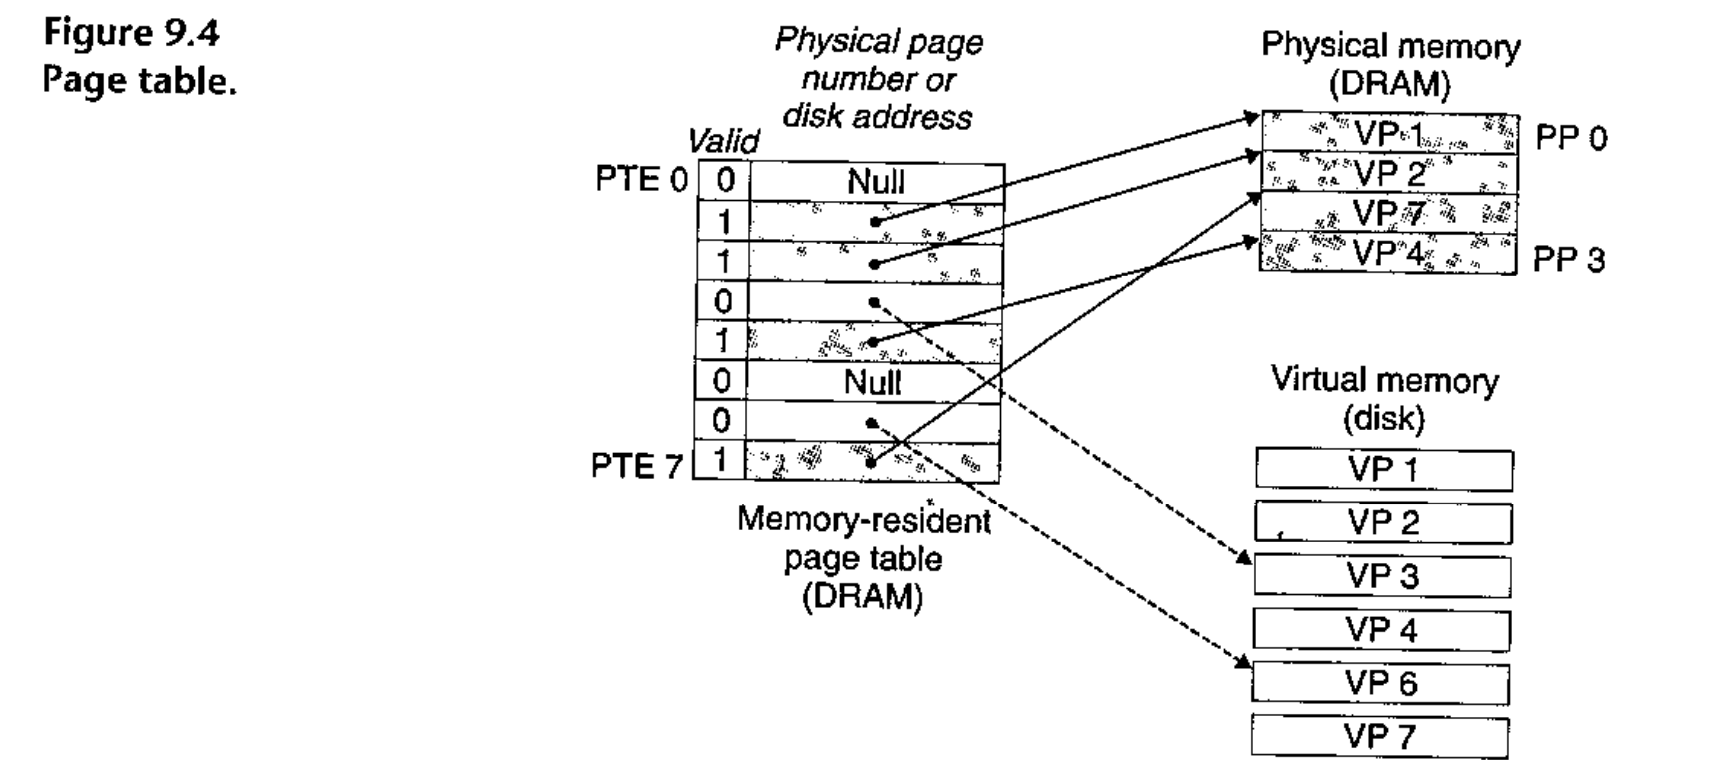 Figure 9.4
Page table.
Physical page
number or
disk address
Valid
PTE 0 0 Null
1
1
0
1
0 Null
0
PTE 7 1
Memory-resident
page table
(DRAM)
Physical memory
(DRAM)
VP 1 PP 0
VP 2
VP 7
VP 4 PP 3
Virtual memory
(disk)
VP 1
VP 2
VP 3
VP 4
VP 6
VP 7